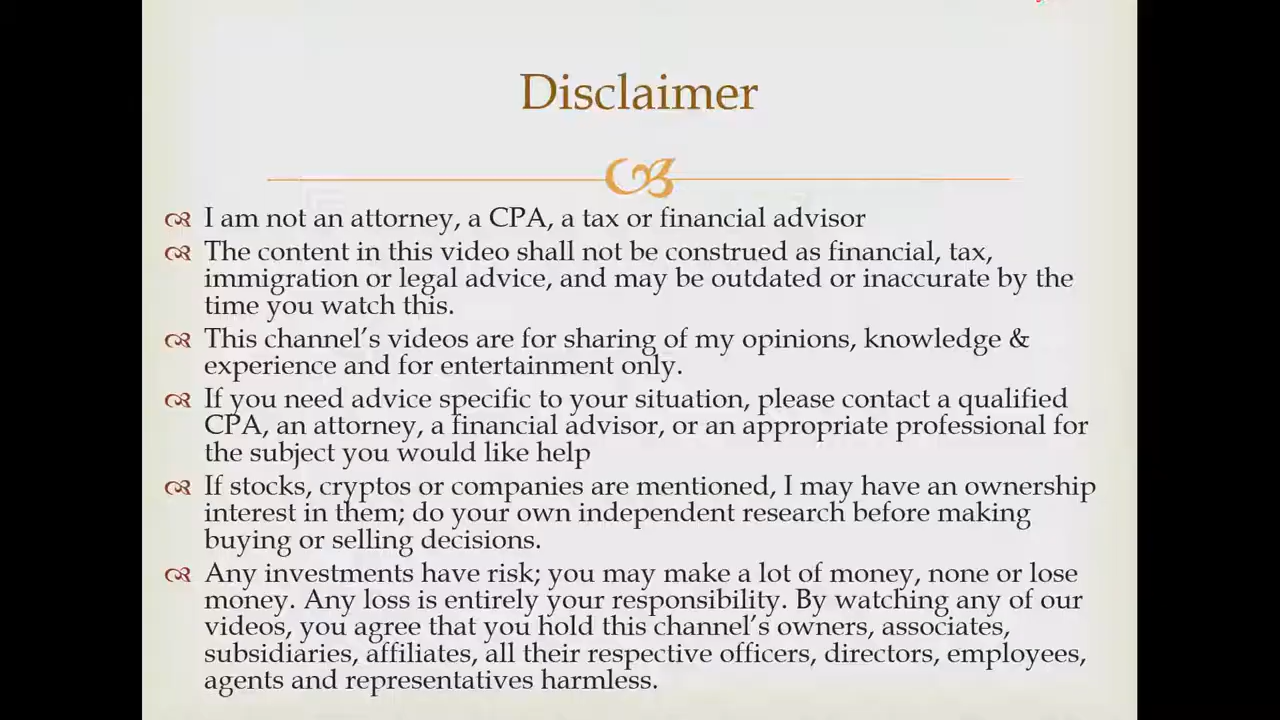 Disclaimer
I am not an attorney, a CPA, a tax or financial advisor
The content in this video shall not be construed as financial, tax,
immigration or legal advice, and may be outdated or inaccurate by the
time you watch this.
This channel’s videos are for sharing of my opinions, knowledge &
experience and for entertainment only.
If you need advice specific to your situation, please contact a qualified
CPA, an attorney, a financial advisor, or an appropriate professional for
the subject you would like help
If stocks, cryptos or companies are mentioned, I may have an ownership
interest in them; do your own independent research before making
buying or selling decisions.
Any investments have risk; you may make a lot of money, none or lose
money. Any loss is entirely your responsibility. By watching any of our
videos, you agree that you hold this channel’s owners, associates,
subsidiaries, affiliates, all their respective officers, directors, employees,
agents and representatives harmless.